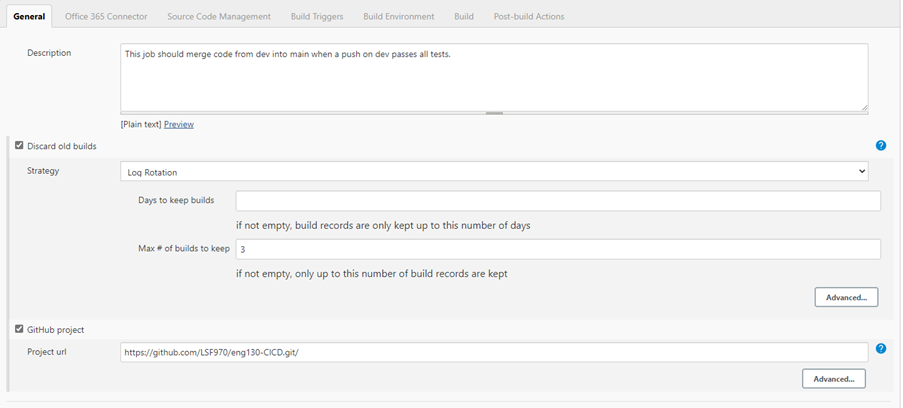 General Office 365 Connector Source Code Management Build Triggers Build Environment Build Post-build Actions
Description
This job should merge code from dev into main when a push on dev passes all tests.
[Plain text] Preview
Discard old builds
?
Strategy
Log Rotation
Days to keep builds
if not empty, build records are only kept up to this number of days
Max # of builds to keep
3
if not empty, only up to this number of build records are kept
Advanced...
GitHub project
Project url
https://github.com/LSF970/eng130-CICD.git/
?
Advanced...